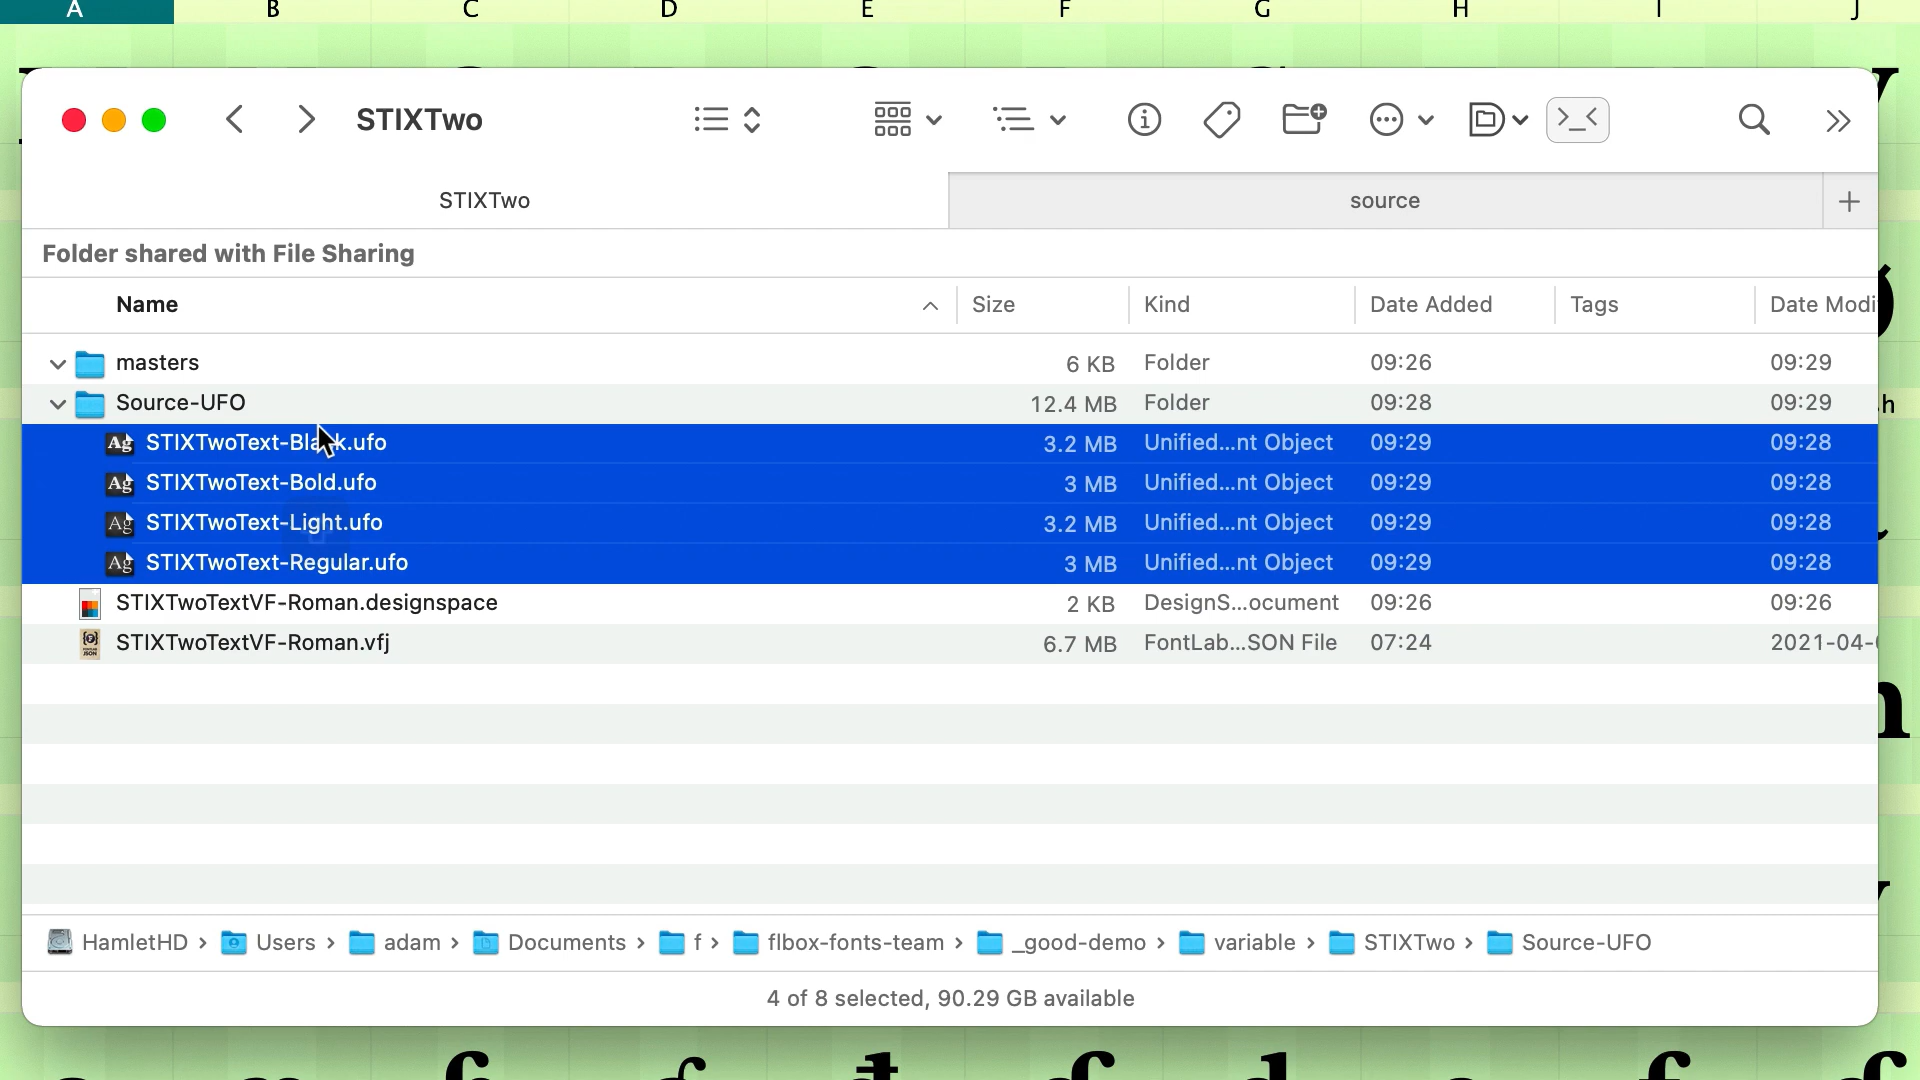 A B C D E F G H I J
STIXTwo
STIXTwo source
Folder shared with File Sharing
Name Size Kind Date Added Tags Date Modi
masters 6 KB Folder 09:26 09:29
Source-UFO 12.4 MB Folder 09:28 09:29
STIXTwoText-Black.ufo 3.2 MB Unified...nt Object 09:29 09:28
STIXTwoText-Bold.ufo 3 MB Unified...nt Object 09:29 09:28
STIXTwoText-Light.ufo 3.2 MB Unified...nt Object 09:29 09:28
STIXTwoText-Regular.ufo 3 MB Unified...nt Object 09:29 09:28
STIXTwoTextVF-Roman.designspace 2 KB DesignS...ocument 09:26 09:26
STIXTwoTextVF-Roman.vfj 6.7 MB FontLab...SON File 07:24 2021-04-
HamletHD › Users › adam › Documents › f › flbox-fonts-team › _good-demo › variable › STIXTwo › Source-UFO
4 of 8 selected, 90.29 GB available